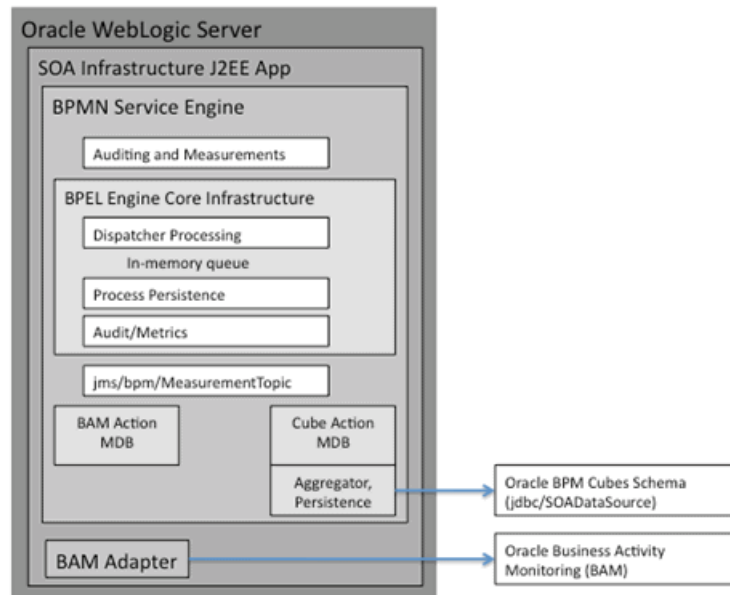 Oracle WebLogic Server
SOA Infrastructure J2EE App
BPMN Service Engine
Auditing and Measurements
BPEL Engine Core Infrastructure
Dispatcher Processing
In-memory queue
Process Persistence
Audit/Metrics
jms/bpm/MeasurementTopic
BAM Action
MDB
Cube Action
MDB
Aggregator,
Persistence
Oracle BPM Cubes Schema
(jdbc/SOADataSource)
BAM Adapter
Oracle Business Activity
Monitoring (BAM)